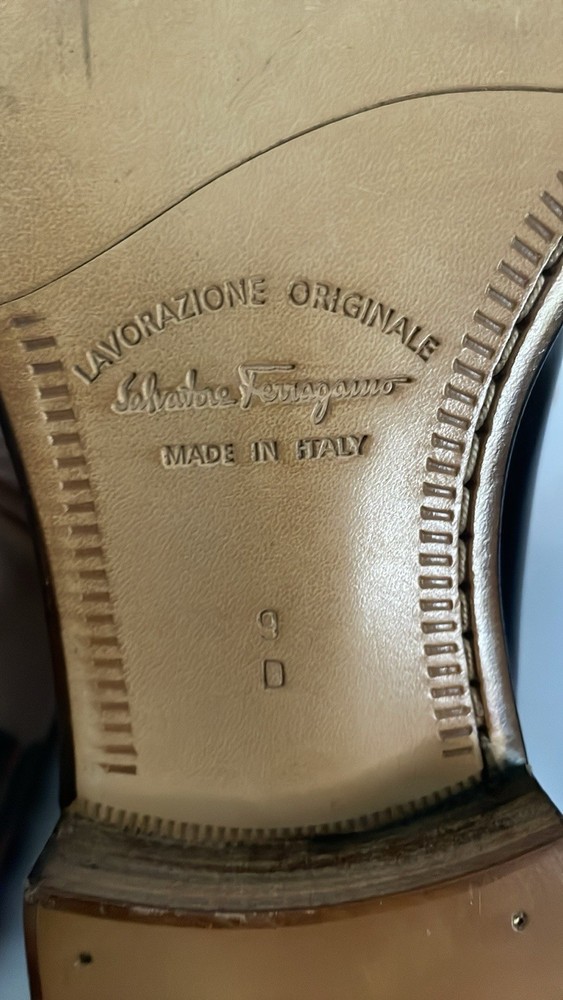 LAVORAZIONE ORIGINALE
Salvatore Ferragamo
MADE IN ITALY
9
D